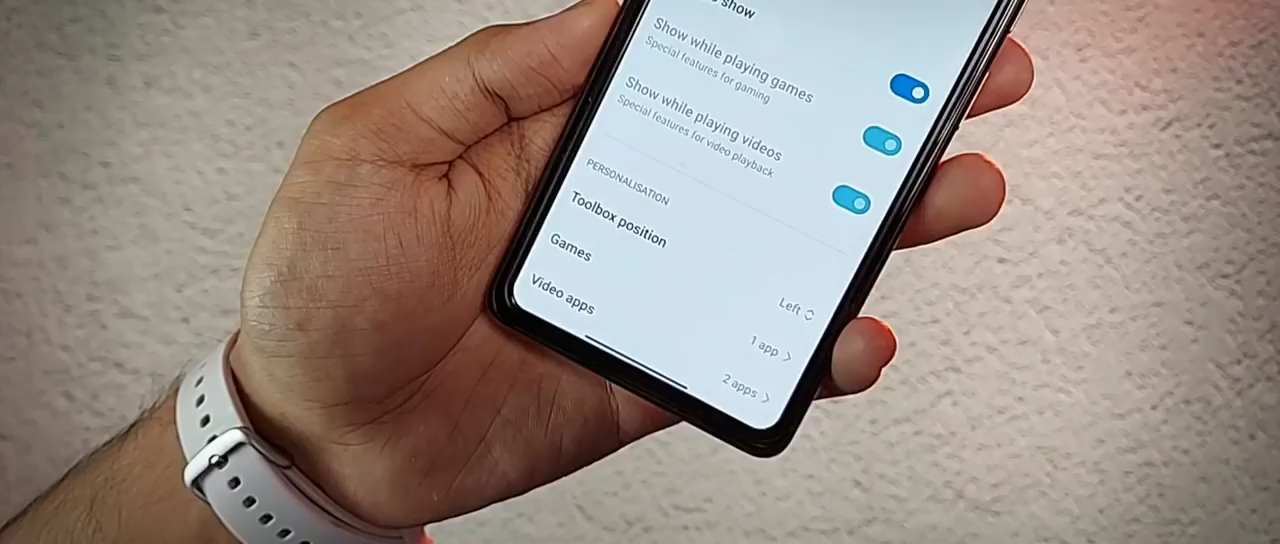 show
Show while playing games
Special features for gaming
Show while playing videos
Special features for video playback
PERSONALISATION
Toolbox position
Left
Games
1 app
Video apps
2 apps